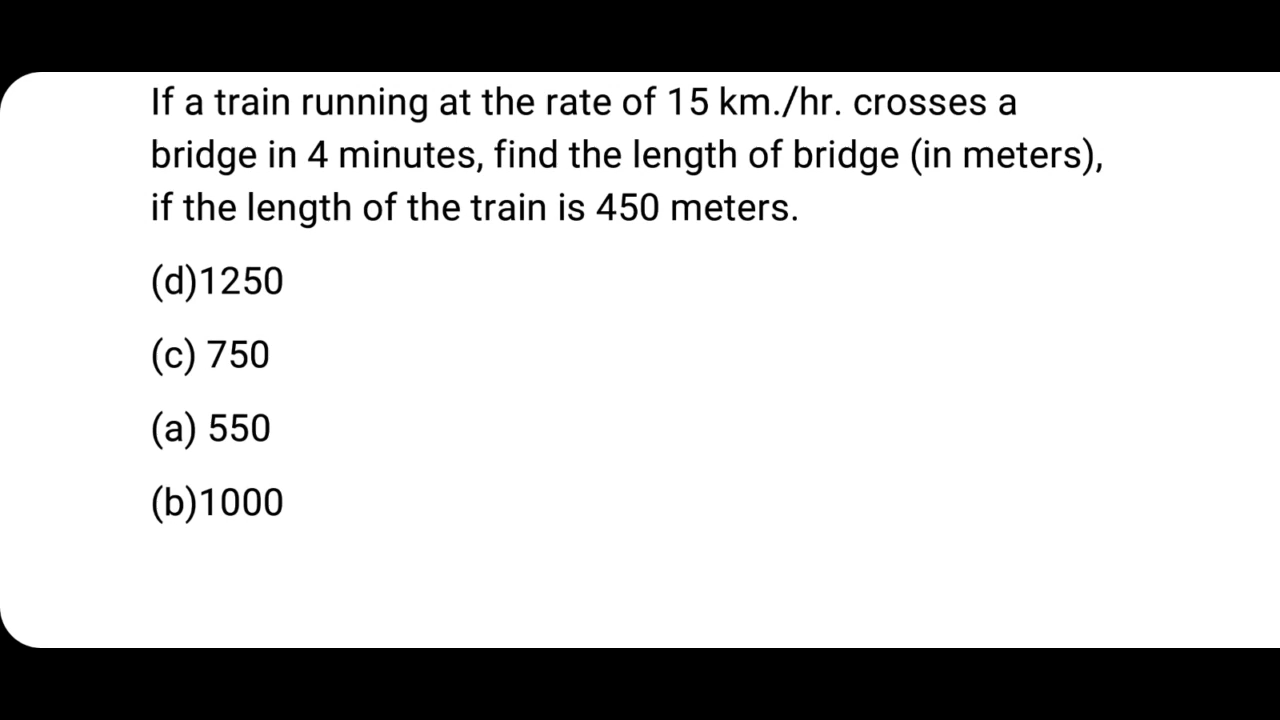 If a train running at the rate of 15 km./hr. crosses a
bridge in 4 minutes, find the length of bridge (in meters),
if the length of the train is 450 meters.
(d)1250
(c) 750
(a) 550
(b)1000